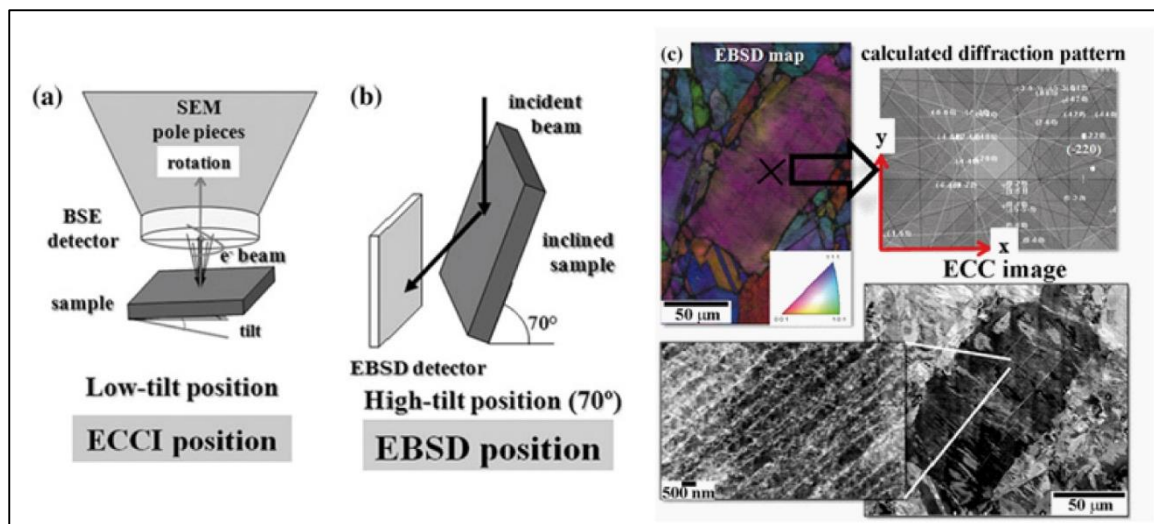 (a)
SEM
pole pieces
rotation
BSE
detector
e⁻ beam
sample
tilt
Low-tilt position
ECCI position
(b)
incident
beam
inclined
sample
70°
EBSD detector
High-tilt position (70º)
EBSD position
(c)
EBSD map
calculated diffraction pattern
y
(-220)
x
111
001
101
50 µm
ECC image
500 nm
50 µm